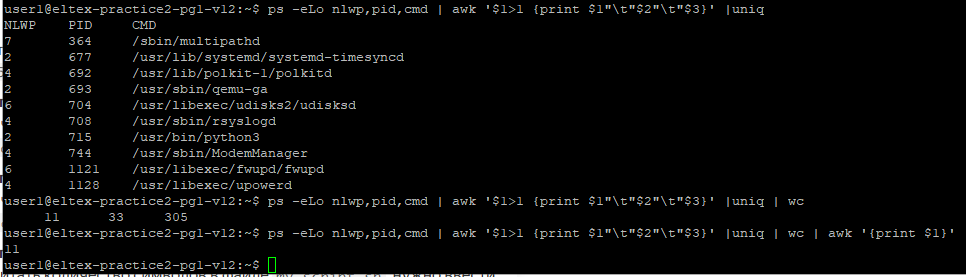 user1@eltex-practice2-pg1-v12:~$ ps -eLo nlwp,pid,cmd | awk '$1>1 {print $1"\t"$2"\t"$3}' |uniq
NLWP PID CMD
7 364 /sbin/multipathd
2 677 /usr/lib/systemd/systemd-timesyncd
4 692 /usr/lib/polkit-1/polkitd
2 693 /usr/sbin/qemu-ga
6 704 /usr/libexec/udisks2/udisksd
4 708 /usr/sbin/rsyslogd
2 715 /usr/bin/python3
4 744 /usr/sbin/ModemManager
6 1121 /usr/libexec/fwupd/fwupd
4 1128 /usr/libexec/upowerd
user1@eltex-practice2-pg1-v12:~$ ps -eLo nlwp,pid,cmd | awk '$1>1 {print $1"\t"$2"\t"$3}' |uniq | wc
11 33 305
user1@eltex-practice2-pg1-v12:~$ ps -eLo nlwp,pid,cmd | awk '$1>1 {print $1"\t"$2"\t"$3}' |uniq | wc | awk '{print $1}'
11
user1@eltex-practice2-pg1-v12:~$